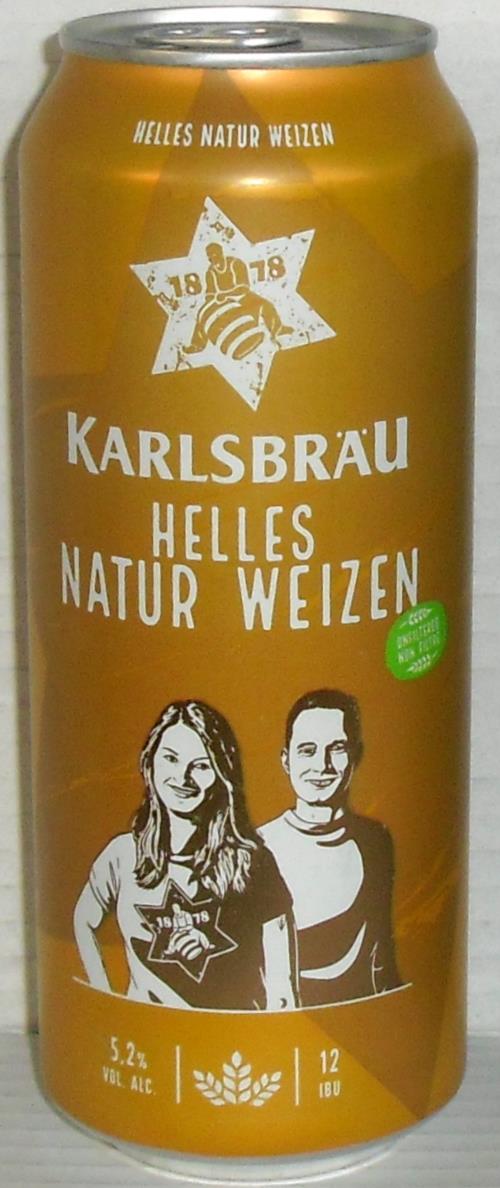 HELLES NATUR WEIZEN
18 78
KARLSBRÄU
HELLES
NATUR WEIZEN
UNFILTERED
NON FILTRÉ
18 78
5.2% 12
VOL. ALC. IBU